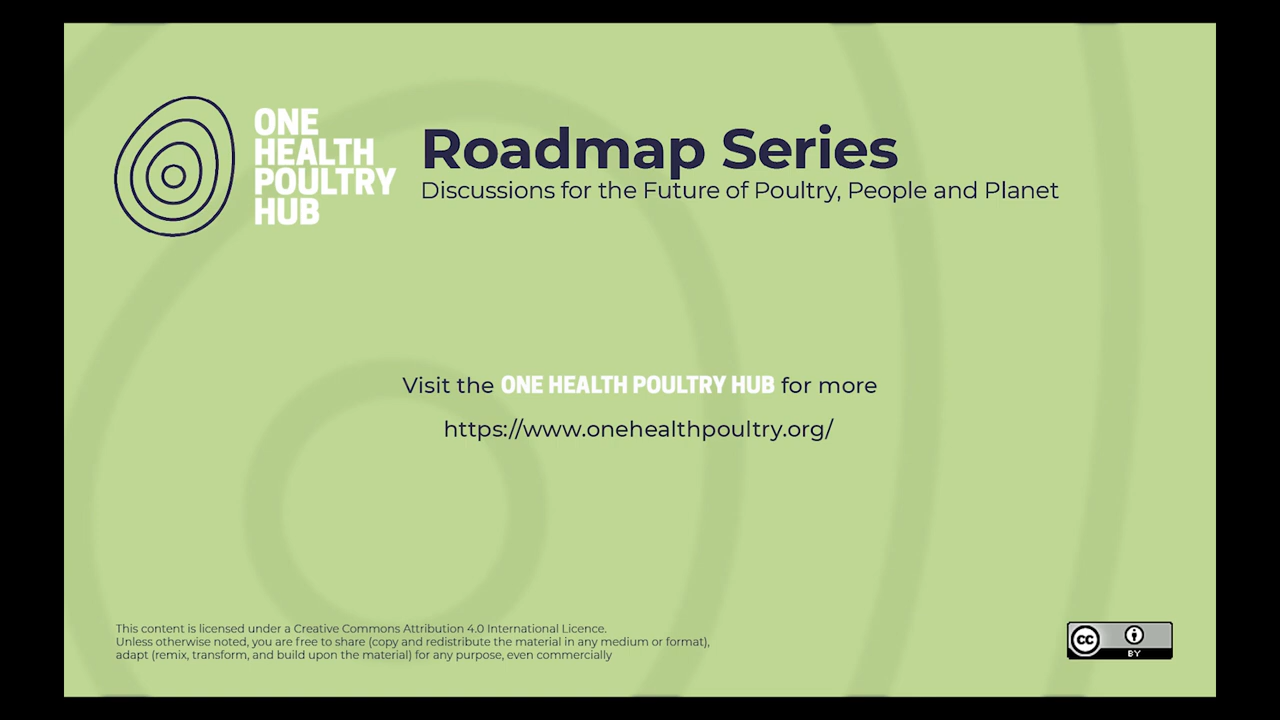 ONE
HEALTH
POULTRY
HUB
Roadmap Series
Discussions for the Future of Poultry, People and Planet
Visit the ONE HEALTH POULTRY HUB for more
https://www.onehealthpoultry.org/
This content is licensed under a Creative Commons Attribution 4.0 International Licence.
Unless otherwise noted, you are free to share (copy and redistribute the material in any medium or format),
adapt (remix, transform, and build upon the material) for any purpose, even commercially
cc
BY